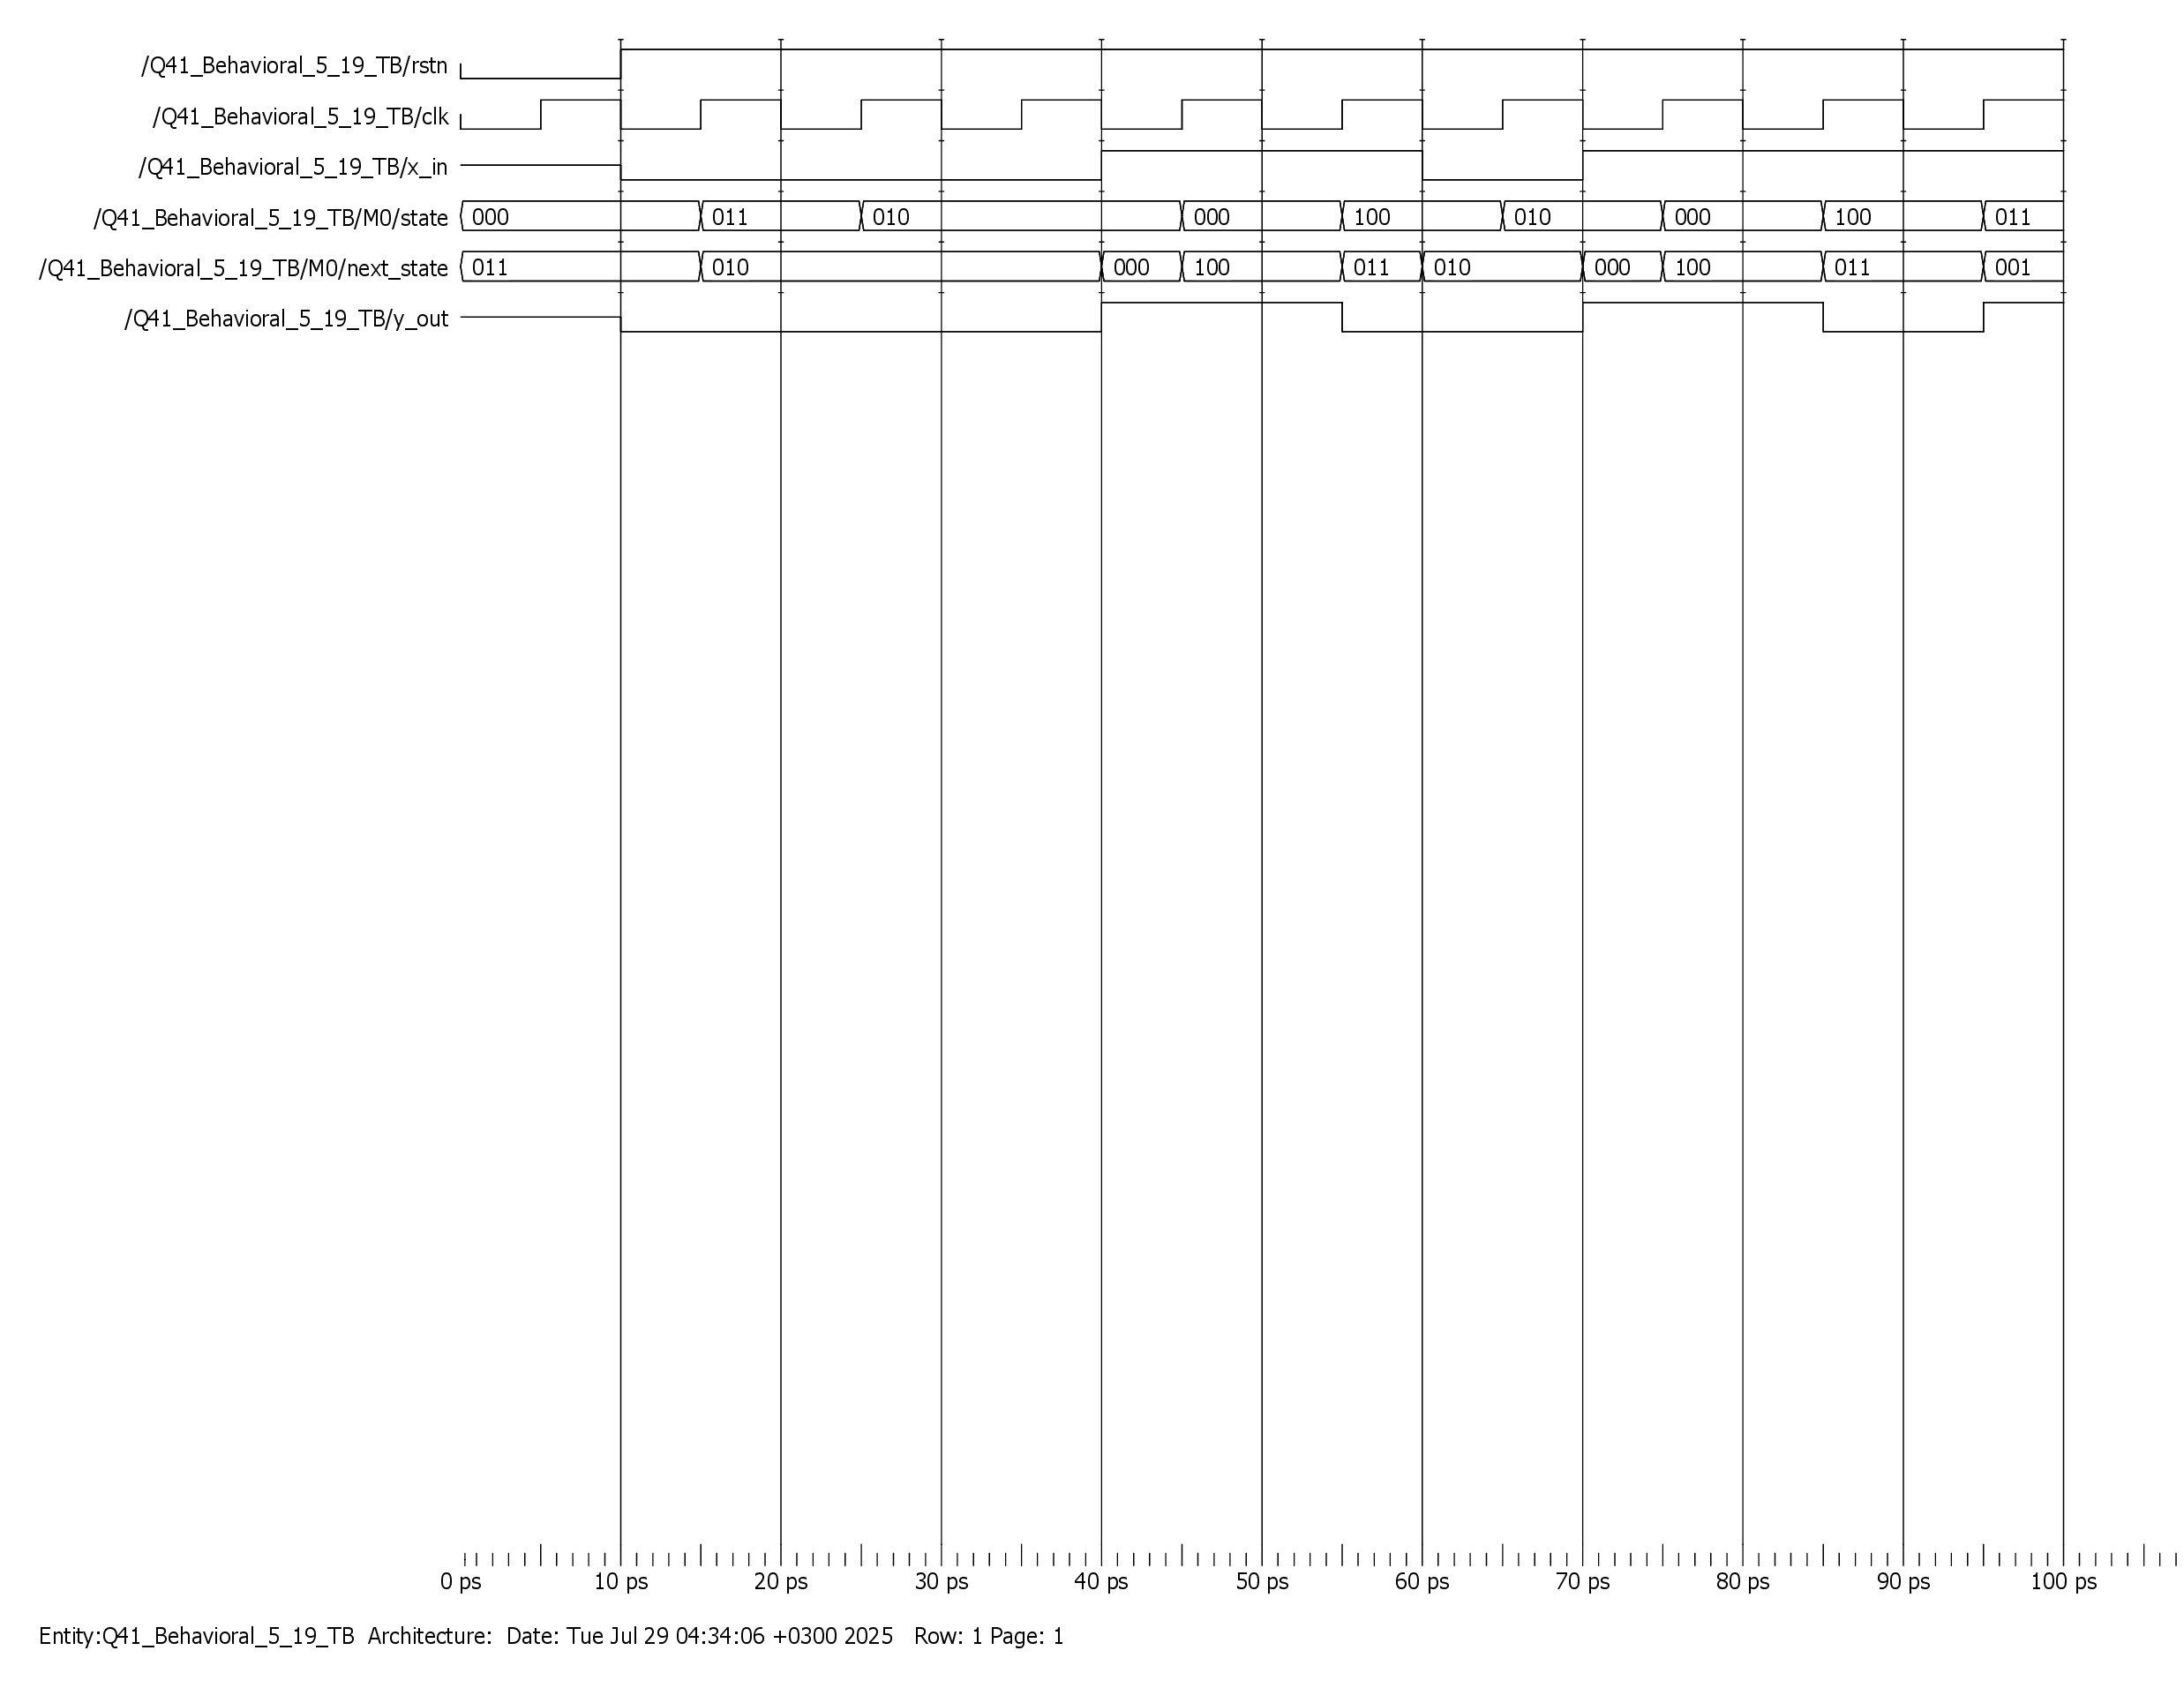 /Q41_Behavioral_5_19_TB/rstn
/Q41_Behavioral_5_19_TB/clk
/Q41_Behavioral_5_19_TB/x_in
/Q41_Behavioral_5_19_TB/M0/state 000 011 010 000 100 010 000 100 011
/Q41_Behavioral_5_19_TB/M0/next_state 011 010 000 100 011 010 000 100 011 001
/Q41_Behavioral_5_19_TB/y_out
0 ps 10 ps 20 ps 30 ps 40 ps 50 ps 60 ps 70 ps 80 ps 90 ps 100 ps
Entity:Q41_Behavioral_5_19_TB Architecture: Date: Tue Jul 29 04:34:06 +0300 2025 Row: 1 Page: 1